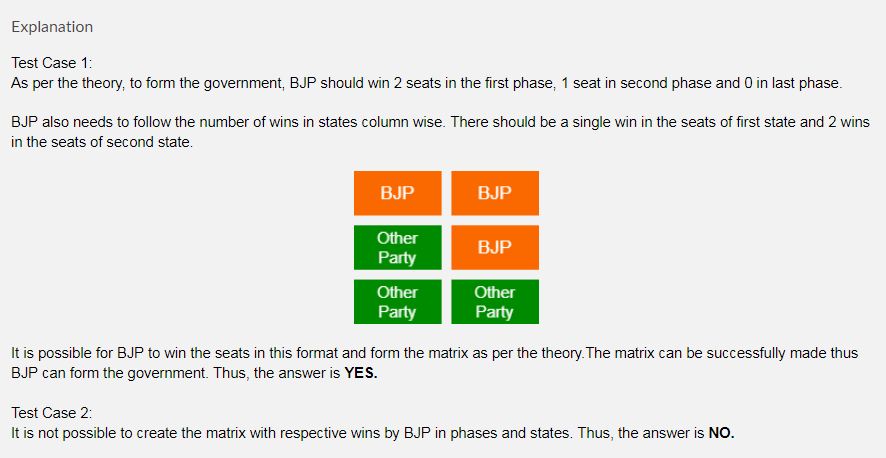 Explanation
Test Case 1:
As per the theory, to form the government, BJP should win 2 seats in the first phase, 1 seat in second phase and 0 in last phase.
BJP also needs to follow the number of wins in states column wise. There should be a single win in the seats of first state and 2 wins
in the seats of second state.
BJP BJP
Other
Party
BJP
Other
Party
Other
Party
It is possible for BJP to win the seats in this format and form the matrix as per the theory.The matrix can be successfully made thus
BJP can form the government. Thus, the answer is YES.
Test Case 2:
It is not possible to create the matrix with respective wins by BJP in phases and states. Thus, the answer is NO.